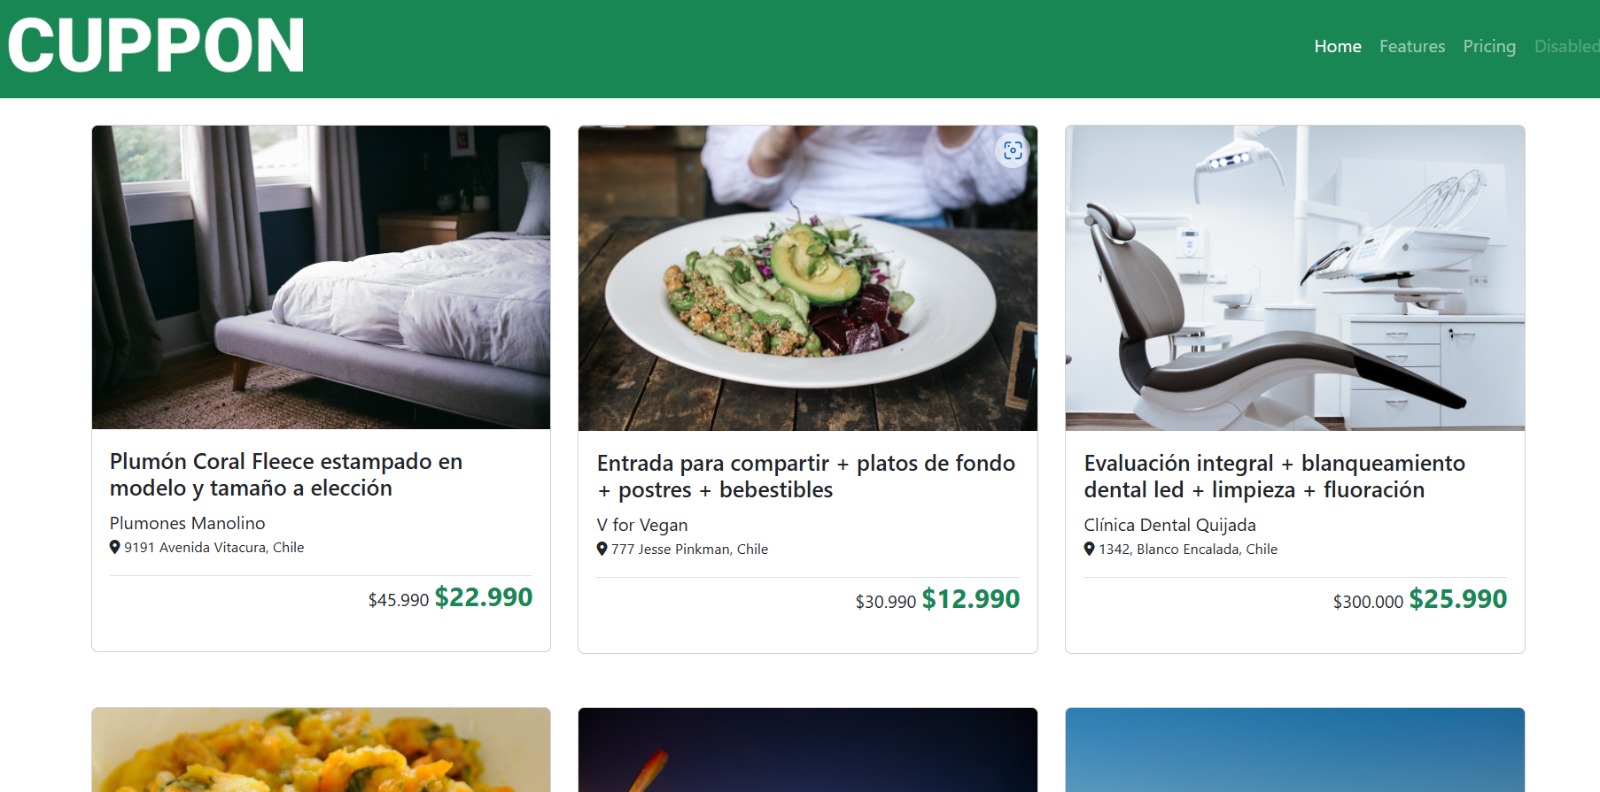 CUPPON
Home Features Pricing Disabled
Plumón Coral Fleece estampado en
modelo y tamaño a elección
Plumones Manolino
9191 Avenida Vitacura, Chile
$45.990 $22.990
Entrada para compartir + platos de fondo
+ postres + bebestibles
V for Vegan
777 Jesse Pinkman, Chile
$30.990 $12.990
Evaluación integral + blanqueamiento
dental led + limpieza + fluoración
Clínica Dental Quijada
1342, Blanco Encalada, Chile
$300.000 $25.990